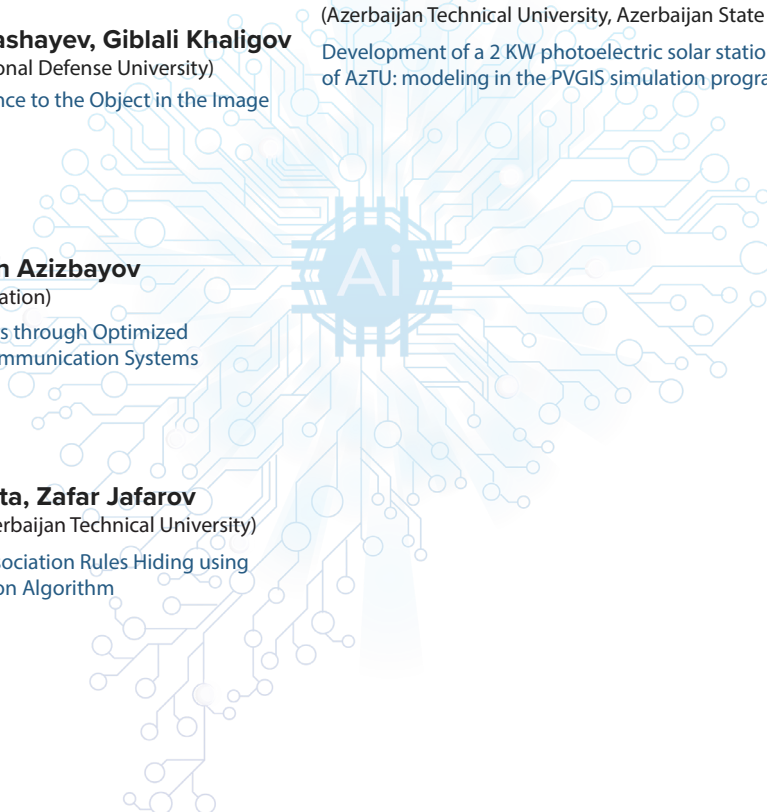 ashayev, Giblali Khaligov
onal Defense University)
nce to the Object in the Image
n Azizbayov
ation)
s through Optimized
mmunication Systems
ta, Zafar Jafarov
erbaijan Technical University)
sociation Rules Hiding using
on Algorithm
(Azerbaijan Technical University, Azerbaijan State
Development of a 2 KW photoelectric solar statio
of AzTU: modeling in the PVGIS simulation progra
Ai